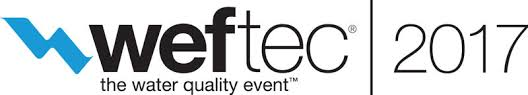 weftec® | 2017
the water quality event™